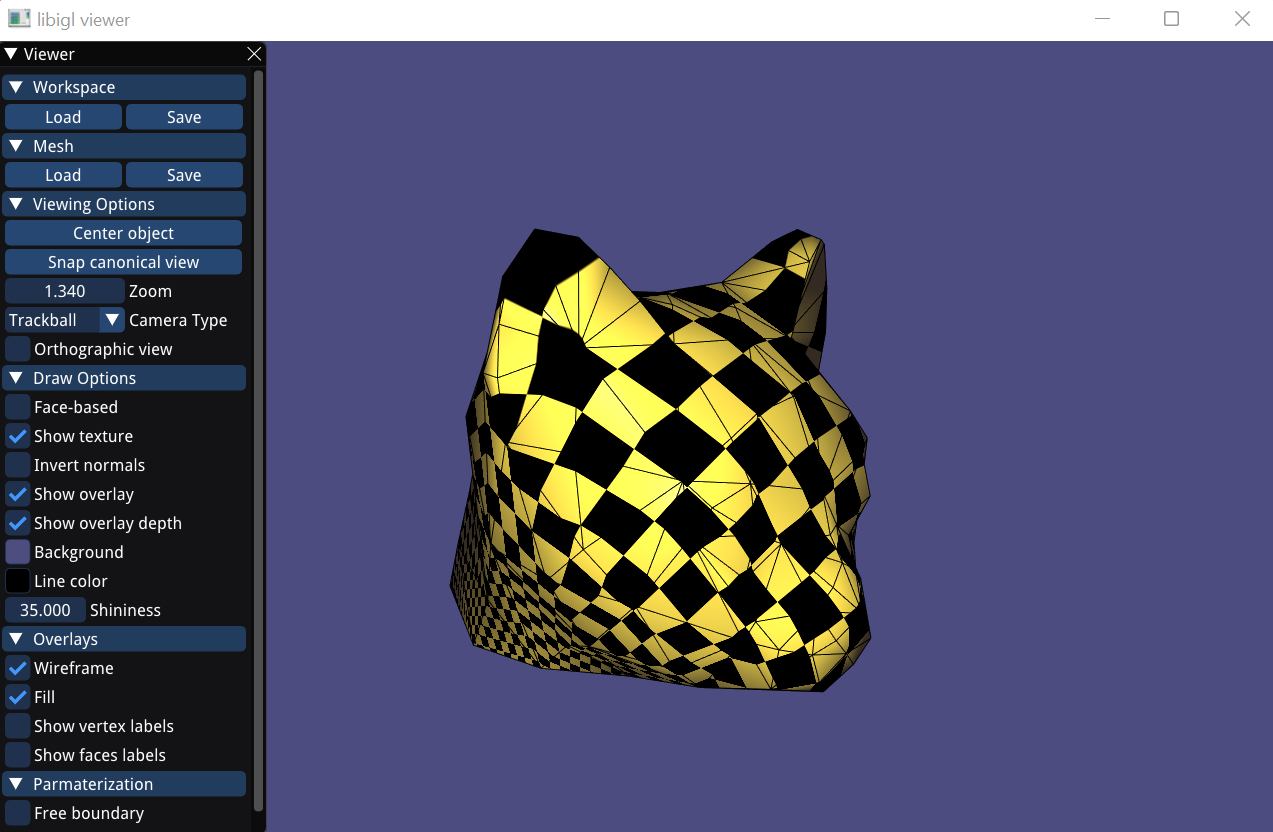 libigl viewer
Viewer
Workspace
Load Save
Mesh
Load Save
Viewing Options
Center object
Snap canonical view
1.340 Zoom
Trackball Camera Type
Orthographic view
Draw Options
Face-based
Show texture
Invert normals
Show overlay
Show overlay depth
Background
Line color
35.000 Shininess
Overlays
Wireframe
Fill
Show vertex labels
Show faces labels
Parmaterization
Free boundary